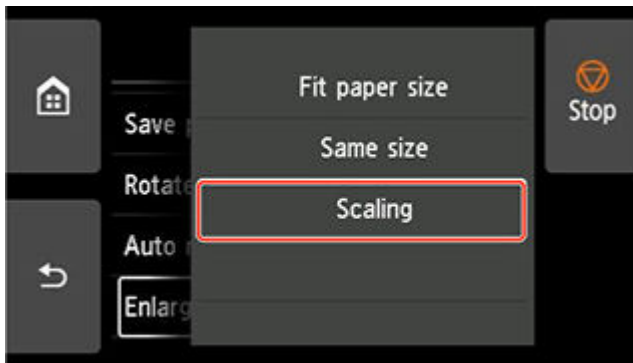 Fit paper size
Same size
Scaling
Save
Rotate
Auto
Enlarg
Stop